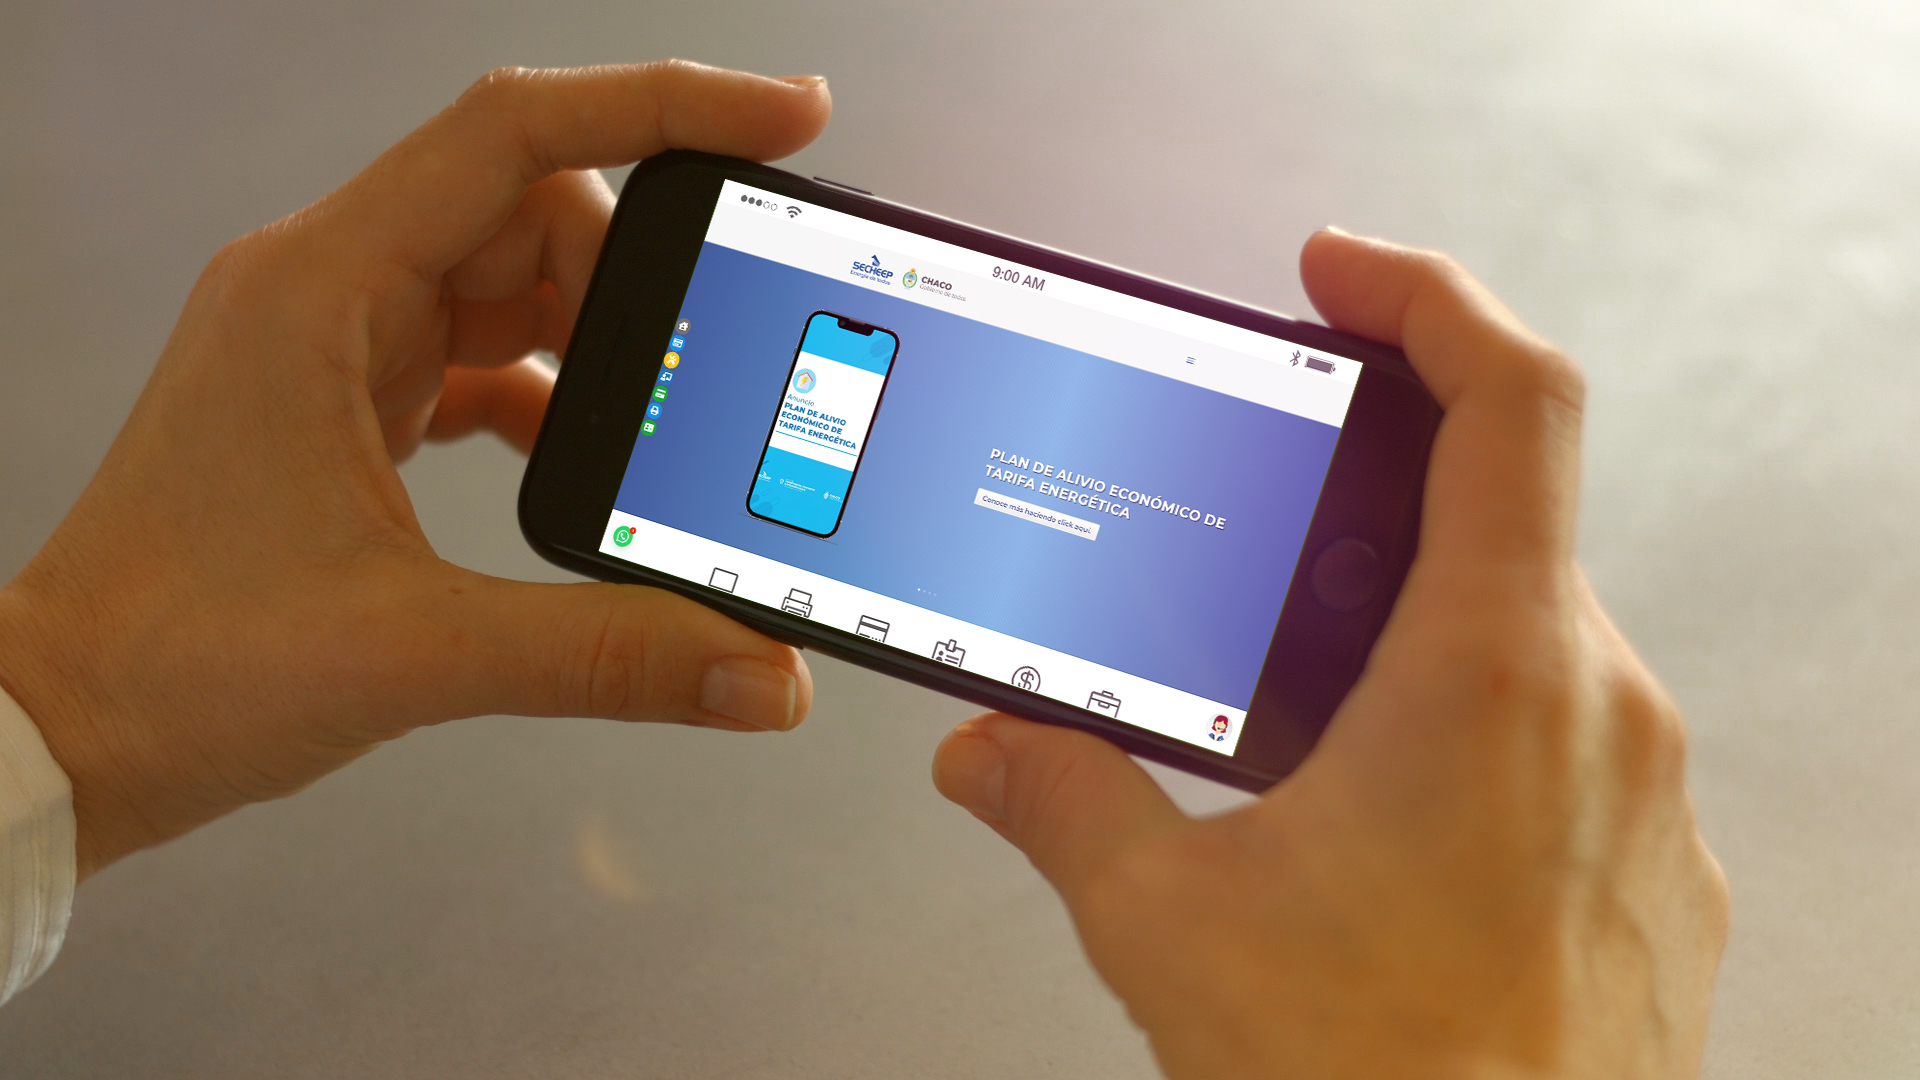 9:00 AM
SECHEEP
Energía de todos
CHACO
Gobierno de todos
Anuncio
PLAN DE ALIVIO
ECONÓMICO DE
TARIFA ENERGÉTICA
PLAN DE ALIVIO ECONÓMICO DE
TARIFA ENERGÉTICA
Conoce más haciendo click aquí